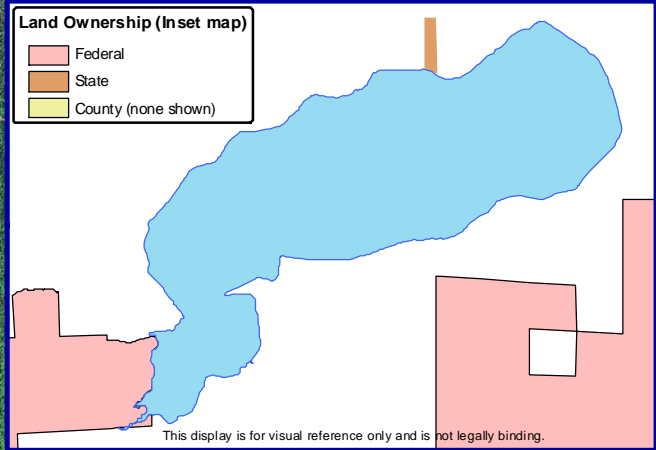 Land Ownership (Inset map)
Federal
State
County (none shown)
This display is for visual reference only and is not legally binding.